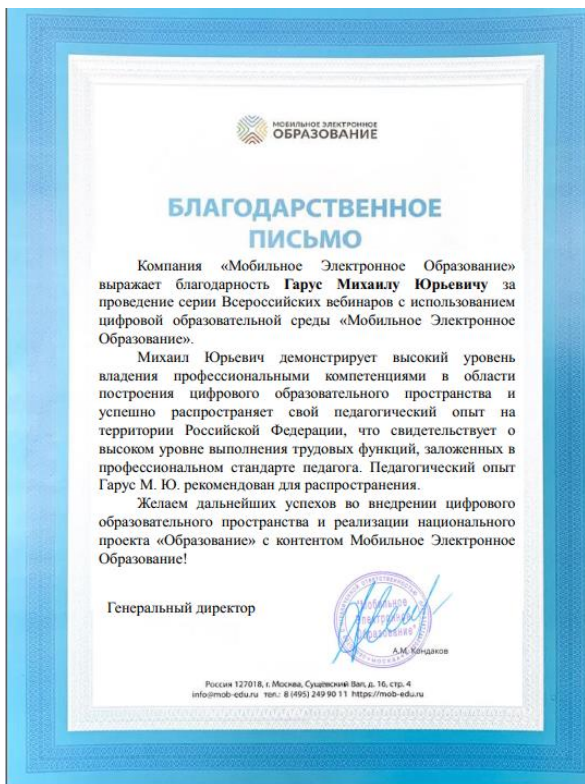 МОБИЛЬНОЕ ЭЛЕКТРОННОЕ
ОБРАЗОВАНИЕ
БЛАГОДАРСТВЕННОЕ
ПИСЬМО
Компания «Мобильное Электронное Образование»
выражает благодарность Гарус Михаилу Юрьевичу за
проведение серии Всероссийских вебинаров с использованием
цифровой образовательной среды «Мобильное Электронное
Образование».
Михаил Юрьевич демонстрирует высокий уровень
владения профессиональными компетенциями в области
построения цифрового образовательного пространства и
успешно распространяет свой педагогический опыт на
территории Российской Федерации, что свидетельствует о
высоком уровне выполнения трудовых функций, заложенных в
профессиональном стандарте педагога. Педагогический опыт
Гарус М. Ю. рекомендован для распространения.
Желаем дальнейших успехов во внедрении цифрового
образовательного пространства и реализации национального
проекта «Образование» с контентом Мобильное Электронное
Образование!
Генеральный директор
"Мобильное
Электронное
Образование"
А.М. Кондаков
Россия 127018, г. Москва, Сущевский Вал, д. 16, стр. 4
info@mob-edu.ru тел.: 8 (495) 249 90 11 https://mob-edu.ru